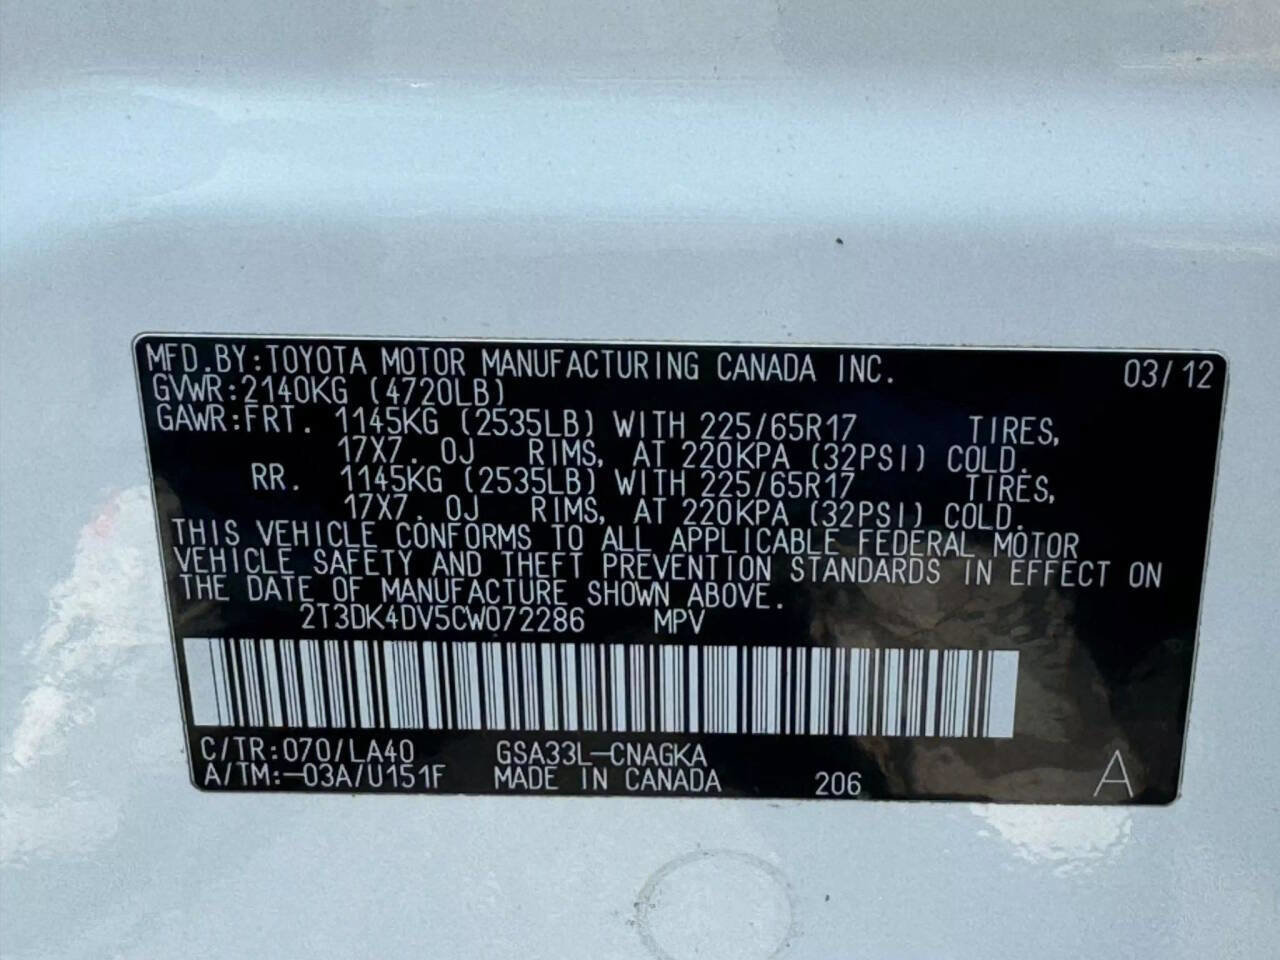 MFD.BY:TOYOTA MOTOR MANUFACTURING CANADA INC. 03/12
GVWR:2140KG (4720LB)
GAWR:FRT. 1145KG (2535LB) WITH 225/65R17 TIRES,
17X7.0J RIMS, AT 220KPA (32PSI) COLD.
RR. 1145KG (2535LB) WITH 225/65R17 TIRES,
17X7.0J RIMS, AT 220KPA (32PSI) COLD.
THIS VEHICLE CONFORMS TO ALL APPLICABLE FEDERAL MOTOR
VEHICLE SAFETY AND THEFT PREVENTION STANDARDS IN EFFECT ON
THE DATE OF MANUFACTURE SHOWN ABOVE.
2T3DK4DV5CW072286 MPV
C/TR:070/LA40 GSA33L-CNAGKA
A/TM:-03A/U151F MADE IN CANADA 206 A